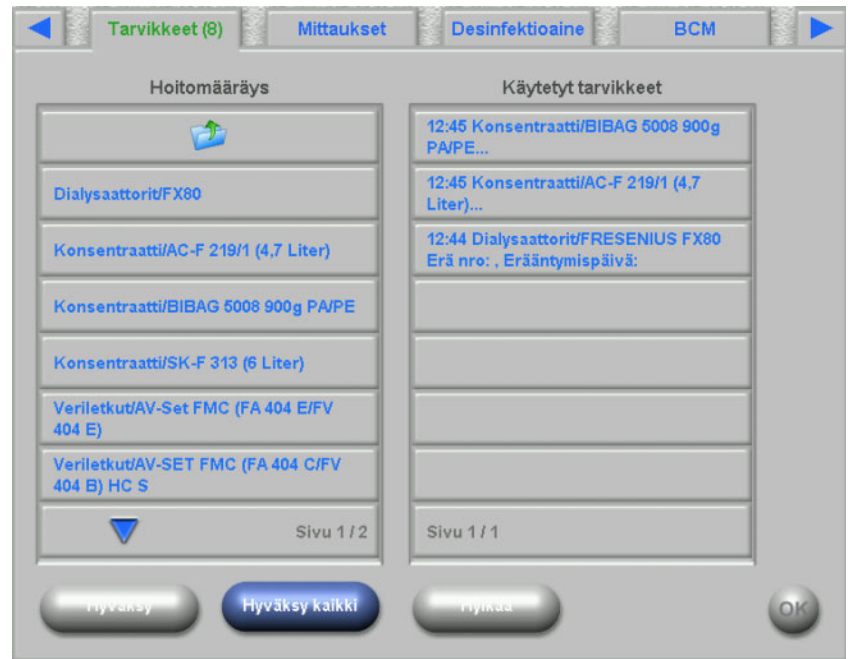 Tarvikkeet (8)
Mittaukset
Desinfektioaine
BCM
Hoitomääräys
Käytetyt tarvikkeet
Dialysaattorit/FX80
Konsentraatti/AC-F 219/1 (4,7 Liter)
Konsentraatti/BIBAG 5008 900g PA/PE
Konsentraatti/SK-F 313 (6 Liter)
Veriletkut/AV-Set FMC (FA 404 E/FV
404 E)
Veriletkut/AV-SET FMC (FA 404 C/FV
404 B) HC S
Sivu 1 / 2
12:45 Konsentraatti/BIBAG 5008 900g
PA/PE...
12:45 Konsentraatti/AC-F 219/1 (4,7
Liter)...
12:44 Dialysaattorit/FRESENIUS FX80
Erä nro: , Erääntymispäivä:
Sivu 1 / 1
Hyväksy
Hyväksy kaikki
Hylkää
OK